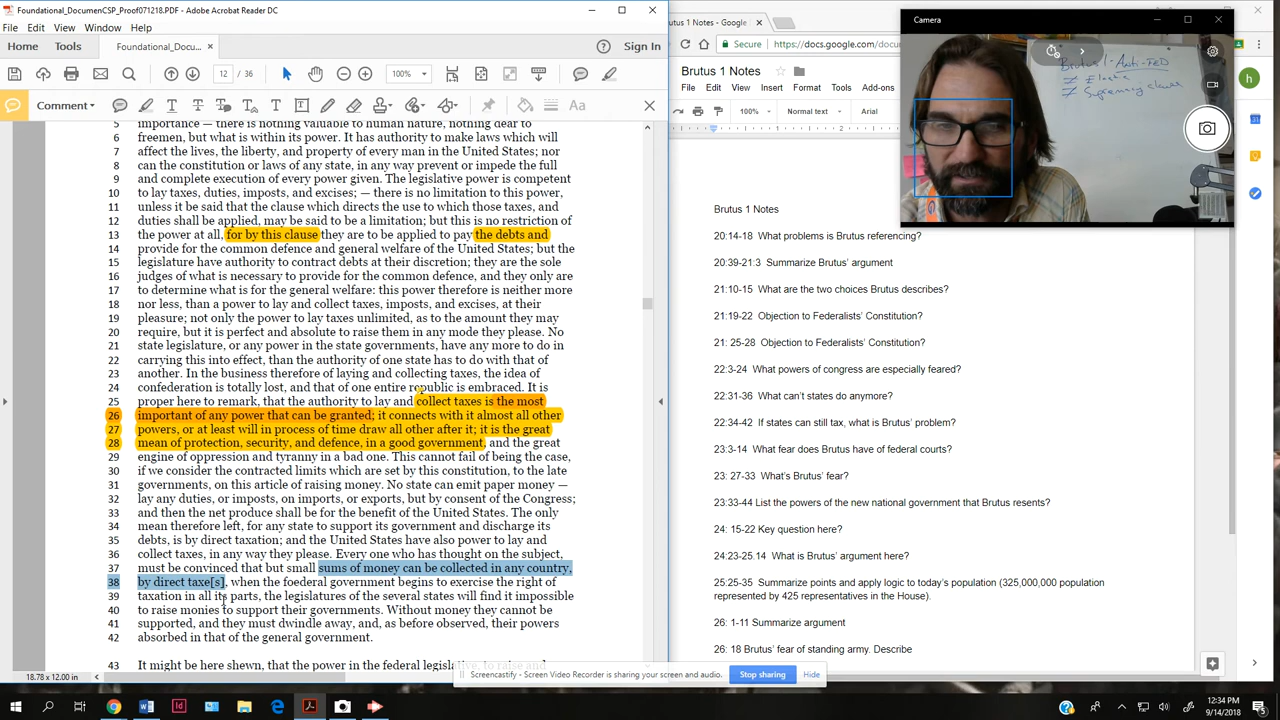 Foundational_DocumenCSP_Proof071218.PDF - Adobe Acrobat Reader DC
File Edit View Window Help
Home Tools Foundational_Docu... × Sign In
12 / 36 100%
Comment
5 importance — there is nothing valuable to human nature, nothing dear to
6 freemen, but what is within its power. It has authority to make laws which will
7 affect the lives, the liberty, and property of every man in the United States; nor
8 can the constitution or laws of any state, in any way prevent or impede the full
9 and complete execution of every power given. The legislative power is competent
10 to lay taxes, duties, imposts, and excises; — there is no limitation to this power,
11 unless it be said that the clause which directs the use to which those taxes, and
12 duties shall be applied, may be said to be a limitation; but this is no restriction of
13 the power at all, for by this clause they are to be applied to pay the debts and
14 provide for the common defence and general welfare of the United States; but the
15 legislature have authority to contract debts at their discretion; they are the sole
16 judges of what is necessary to provide for the common defence, and they only are
17 to determine what is for the general welfare: this power therefore is neither more
18 nor less, than a power to lay and collect taxes, imposts, and excises, at their
19 pleasure; not only the power to lay taxes unlimited, as to the amount they may
20 require, but it is perfect and absolute to raise them in any mode they please. No
21 state legislature, or any power in the state governments, have any more to do in
22 carrying this into effect, than the authority of one state has to do with that of
23 another. In the business therefore of laying and collecting taxes, the idea of
24 confederation is totally lost, and that of one entire republic is embraced. It is
25 proper here to remark, that the authority to lay and collect taxes is the most
26 important of any power that can be granted; it connects with it almost all other
27 powers, or at least will in process of time draw all other after it; it is the great
28 mean of protection, security, and defence, in a good government, and the great
29 engine of oppression and tyranny in a bad one. This cannot fail of being the case,
30 if we consider the contracted limits which are set by this constitution, to the late
31 governments, on this article of raising money. No state can emit paper money —
32 lay any duties, or imposts, on imports, or exports, but by consent of the Congress;
33 and then the net produce shall be for the benefit of the United States. The only
34 mean therefore left, for any state to support its government and discharge its
35 debts, is by direct taxation; and the United States have also power to lay and
36 collect taxes, in any way they please. Every one who has thought on the subject,
37 must be convinced that but small sums of money can be collected in any country,
38 by direct taxe[s], when the foederal government begins to exercise the right of
39 taxation in all its parts, the legislatures of the several states will find it impossible
40 to raise monies to support their governments. Without money they cannot be
41 supported, and they must dwindle away, and, as before observed, their powers
42 absorbed in that of the general government.
43 It might be here shewn, that the power in the federal legislative, to raise and
18.78 x 12.00 in
rutus 1 Notes - Google
Secure https://docs.google.com/docu
Brutus 1 Notes
File Edit View Insert Format Tools Add-ons
100% Normal text Arial
1 2
h
Camera
Brutus 1 - Anti-FED
≠ Elastic
≠ Supremacy clause
Brutus 1 Notes
20:14-18 What problems is Brutus referencing?
20:39-21:3 Summarize Brutus' argument
21:10-15 What are the two choices Brutus describes?
21:19-22 Objection to Federalists' Constitution?
21: 25-28 Objection to Federalists' Constitution?
22:3-24 What powers of congress are especially feared?
22:31-36 What can't states do anymore?
22:34-42 If states can still tax, what is Brutus' problem?
23:3-14 What fear does Brutus have of federal courts?
23: 27-33 What's Brutus' fear?
23:33-44 List the powers of the new national government that Brutus resents?
24: 15-22 Key question here?
24:23-25.14 What is Brutus' argument here?
25:25-35 Summarize points and apply logic to today's population (325,000,000 population
represented by 425 representatives in the House).
26: 1-11 Summarize argument
26: 18 Brutus' fear of standing army. Describe
Screencastify - Screen Video Recorder is sharing your screen and audio. Stop sharing Hide
12:34 PM
9/14/2018
5